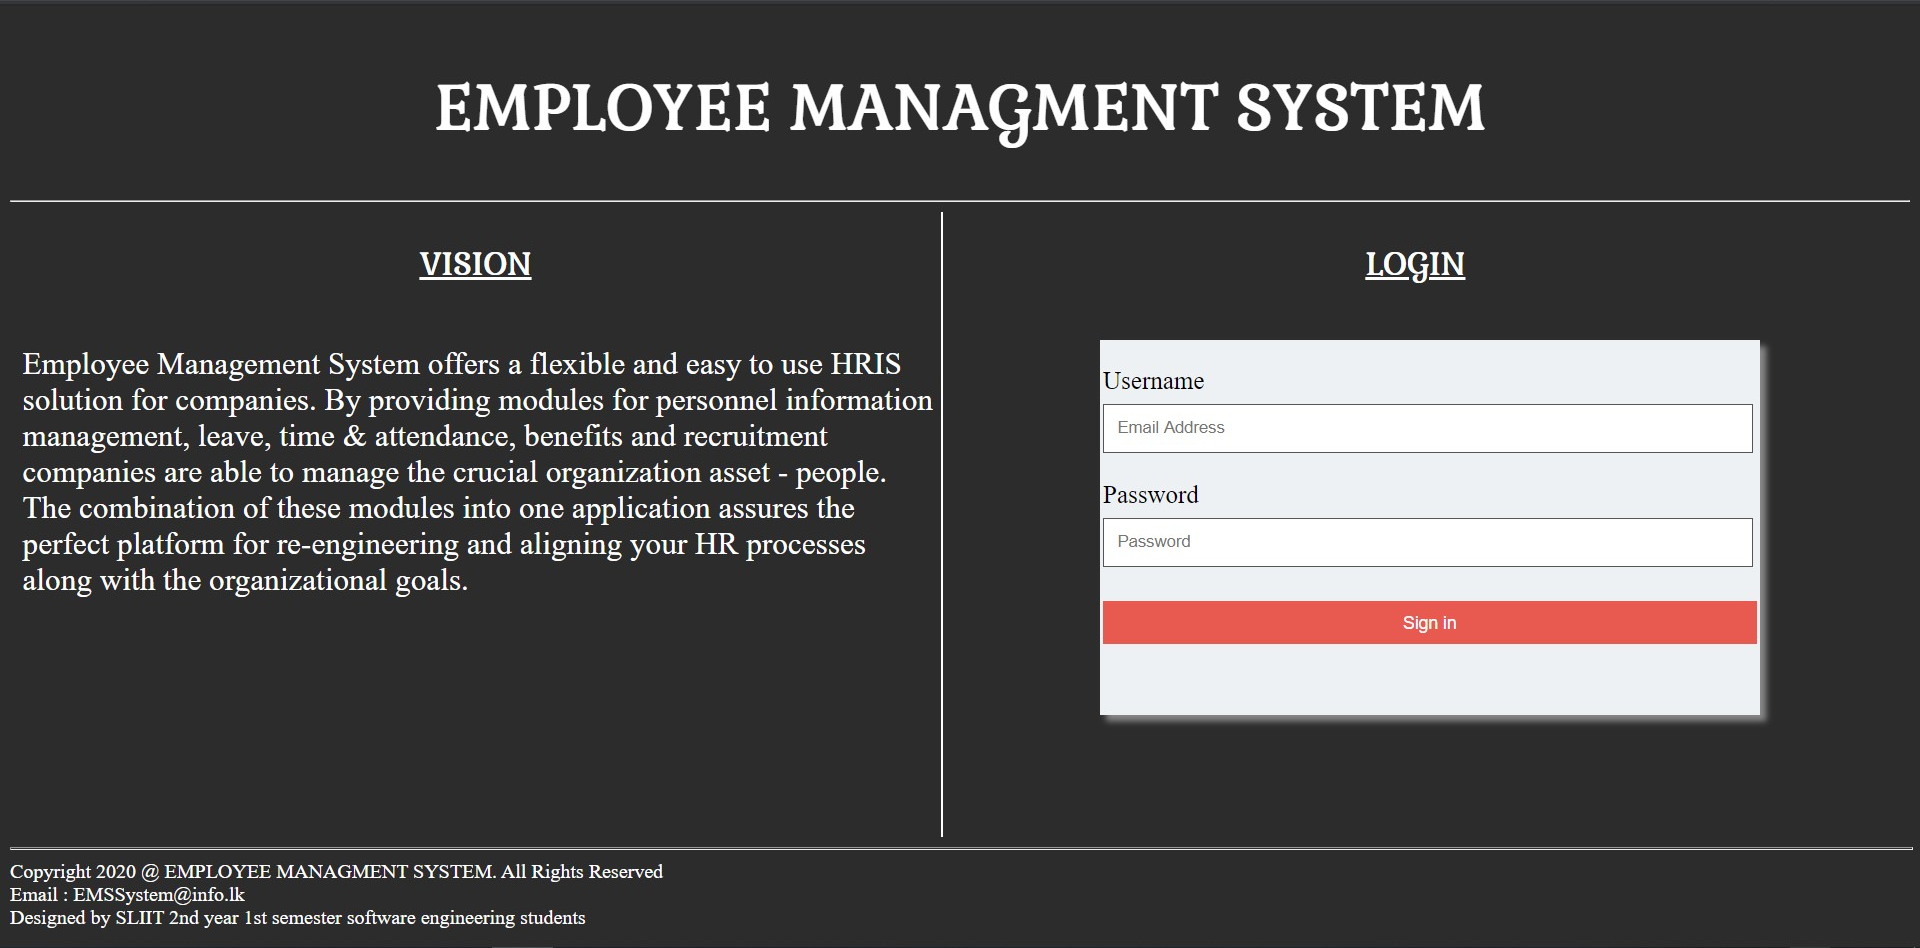 EMPLOYEE MANAGMENT SYSTEM
VISION
Employee Management System offers a flexible and easy to use HRIS
solution for companies. By providing modules for personnel information
management, leave, time & attendance, benefits and recruitment
companies are able to manage the crucial organization asset - people.
The combination of these modules into one application assures the
perfect platform for re-engineering and aligning your HR processes
along with the organizational goals.
LOGIN
Username
Email Address
Password
Password
Sign in
Copyright 2020 @ EMPLOYEE MANAGMENT SYSTEM. All Rights Reserved
Email : EMSSystem@info.lk
Designed by SLIIT 2nd year 1st semester software engineering students